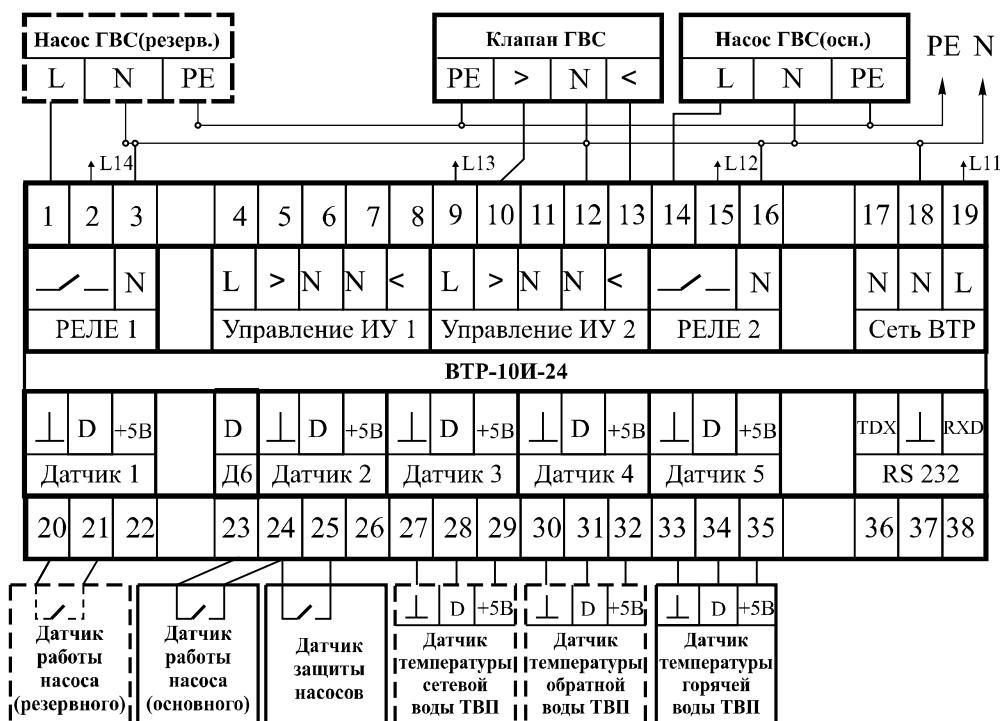 Насос ГВС(резерв.) Клапан ГВС Насос ГВС(осн.) PE N
L N PE PE > N < L N PE
L14 L13 L12 L11
1 2 3 4 5 6 7 8 9 10 11 12 13 14 15 16 17 18 19
N L > N N < L > N N < N N N L
РЕЛЕ 1 Управление ИУ 1 Управление ИУ 2 РЕЛЕ 2 Сеть ВТР
ВТР-10И-24
D +5В D D +5В D +5В D +5В D +5В TDX RXD
Датчик 1 Д6 Датчик 2 Датчик 3 Датчик 4 Датчик 5 RS 232
20 21 22 23 24 25 26 27 28 29 30 31 32 33 34 35 36 37 38
D +5В D +5В D +5В
Датчик
работы
насоса
(резервного)
Датчик
работы
насоса
(основного)
Датчик
защиты
насосов
Датчик
температуры
сетевой
воды ТВП
Датчик
температуры
обратной
воды ТВП
Датчик
температуры
горячей
воды ТВП